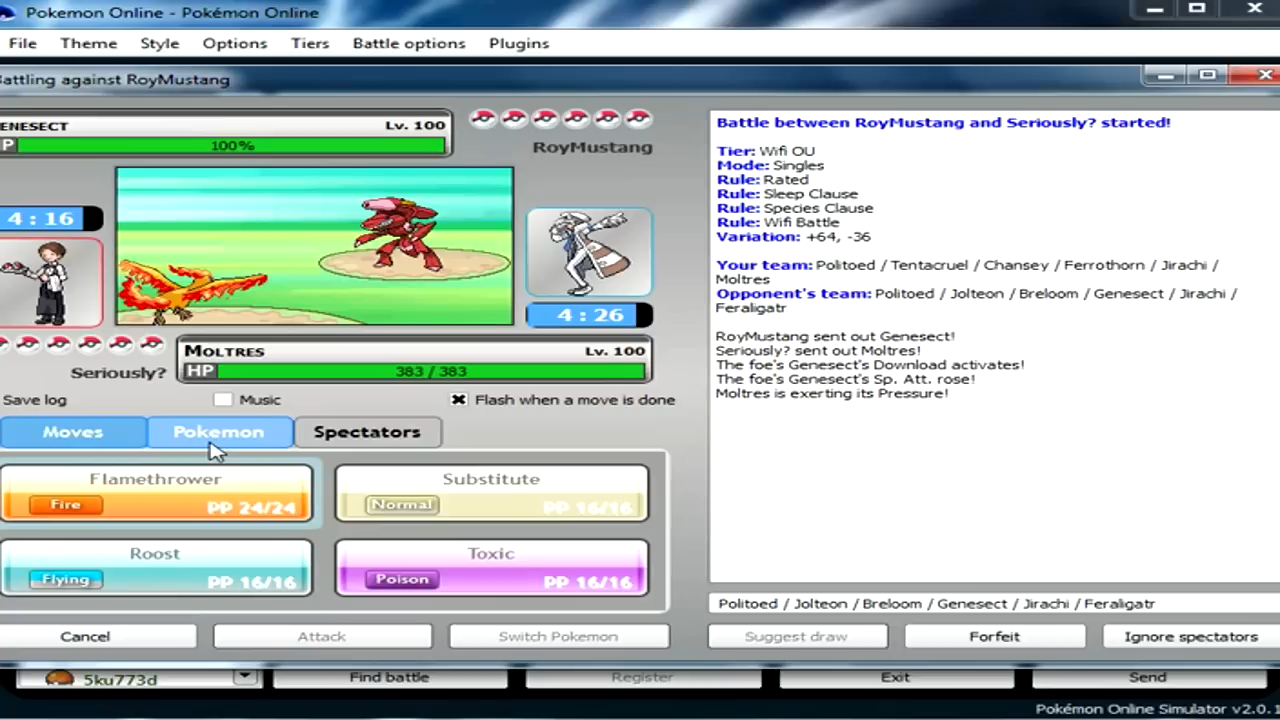 Pokemon Online - Pokémon Online
File Theme Style Options Tiers Battle options Plugins
attling against RoyMustang
ENESECT Lv. 100
P 100%
RoyMustang
4:16
4:26
MOLTRES Lv. 100
HP 383 / 383
Seriously?
Save log Music Flash when a move is done
Moves Pokemon Spectators
Flamethrower
Fire PP 24/24
Substitute
Normal PP 16/16
Roost
Flying PP 16/16
Toxic
Poison PP 16/16
Cancel Attack Switch Pokemon
Battle between RoyMustang and Seriously? started!
Tier: Wifi OU
Mode: Singles
Rule: Rated
Rule: Sleep Clause
Rule: Species Clause
Rule: Wifi Battle
Variation: +64, -36
Your team: Politoed / Tentacruel / Chansey / Ferrothorn / Jirachi /
Moltres
Opponent's team: Politoed / Jolteon / Breloom / Genesect / Jirachi /
Feraligatr
RoyMustang sent out Genesect!
Seriously? sent out Moltres!
The foe's Genesect's Download activates!
The foe's Genesect's Sp. Att. rose!
Moltres is exerting its Pressure!
Politoed / Jolteon / Breloom / Genesect / Jirachi / Feraligatr
Suggest draw Forfeit Ignore spectators
5ku773d Find battle Register Exit Send
Pokémon Online Simulator v2.0.1